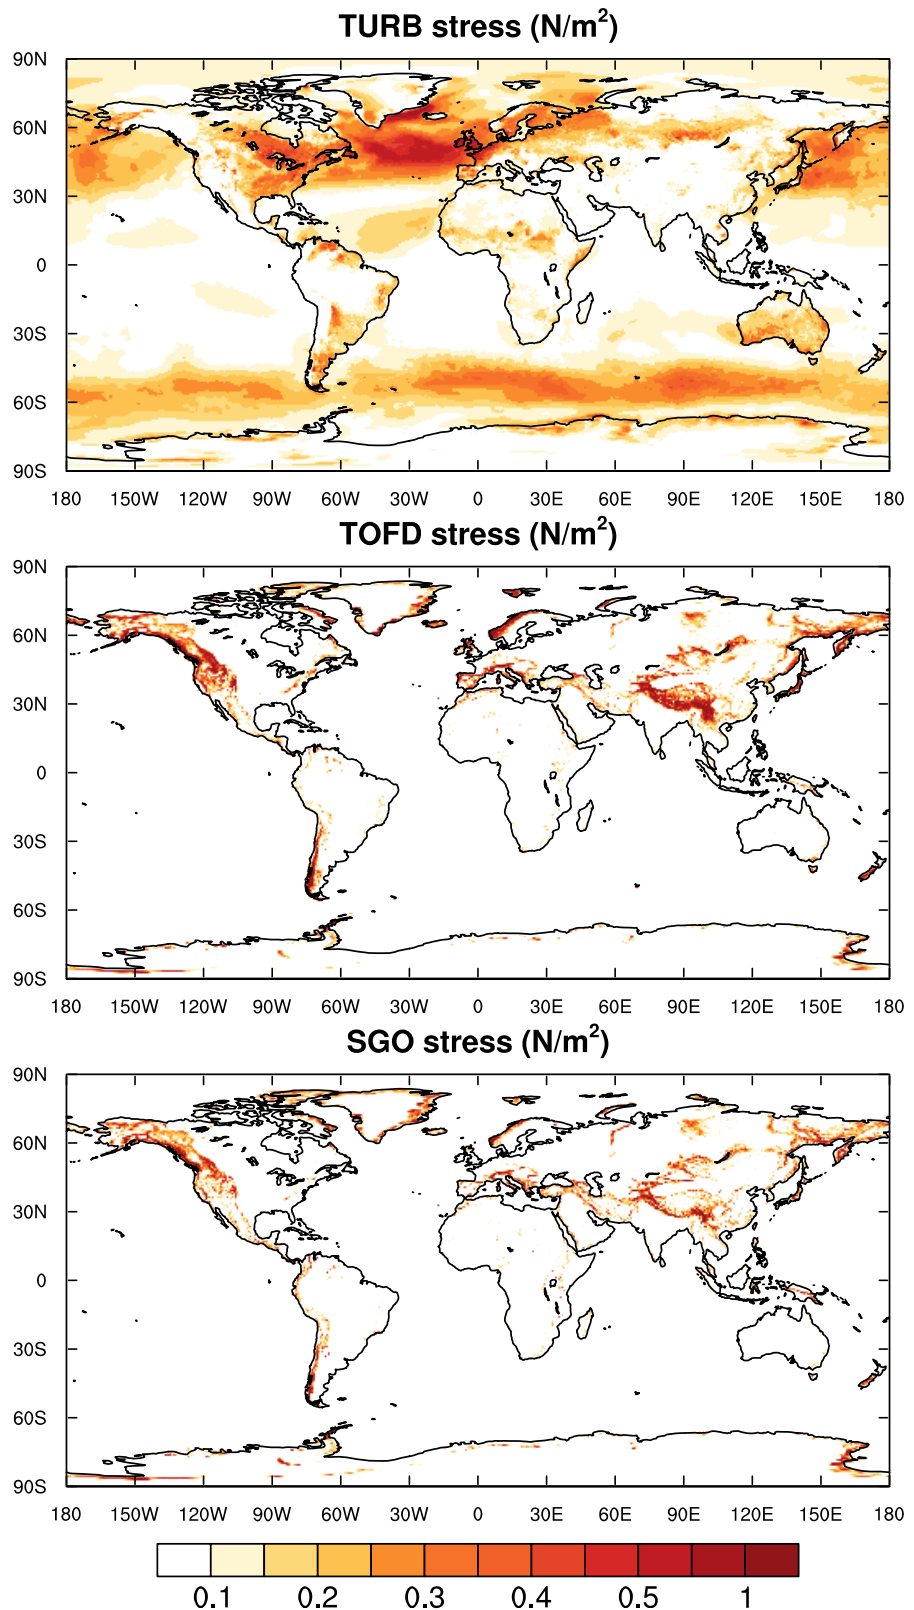 TURB stress (N/m²)
90N
60N
30N
0
30S
60S
90S
180 150W 120W 90W 60W 30W 0 30E 60E 90E 120E 150E 180
TOFD stress (N/m²)
90N
60N
30N
0
30S
60S
90S
180 150W 120W 90W 60W 30W 0 30E 60E 90E 120E 150E 180
SGO stress (N/m²)
90N
60N
30N
0
30S
60S
90S
180 150W 120W 90W 60W 30W 0 30E 60E 90E 120E 150E 180
0.1 0.2 0.3 0.4 0.5 1